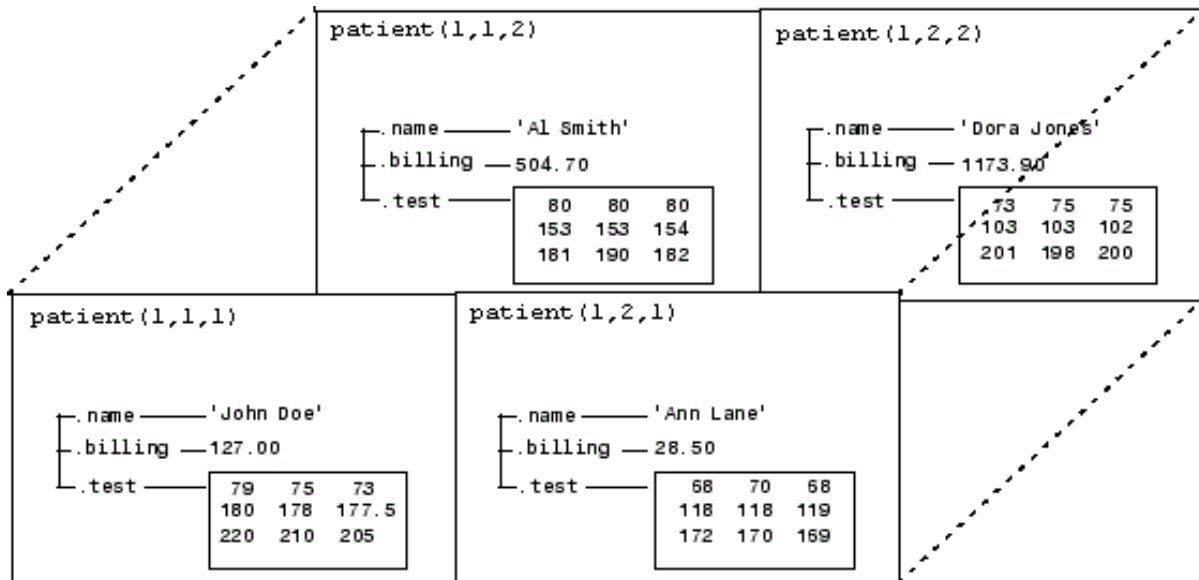 patient(1,1,2)
.name 'Al Smith'
.billing 504.70
.test
80 80 80
153 153 154
181 190 182
patient(1,2,2)
.name 'Dora Jones'
.billing 1173.90
.test
73 75 75
103 103 102
201 198 200
patient(1,1,1)
.name 'John Doe'
.billing 127.00
.test
79 75 73
180 178 177.5
220 210 205
patient(1,2,1)
.name 'Ann Lane'
.billing 28.50
.test
68 70 68
118 118 119
172 170 169